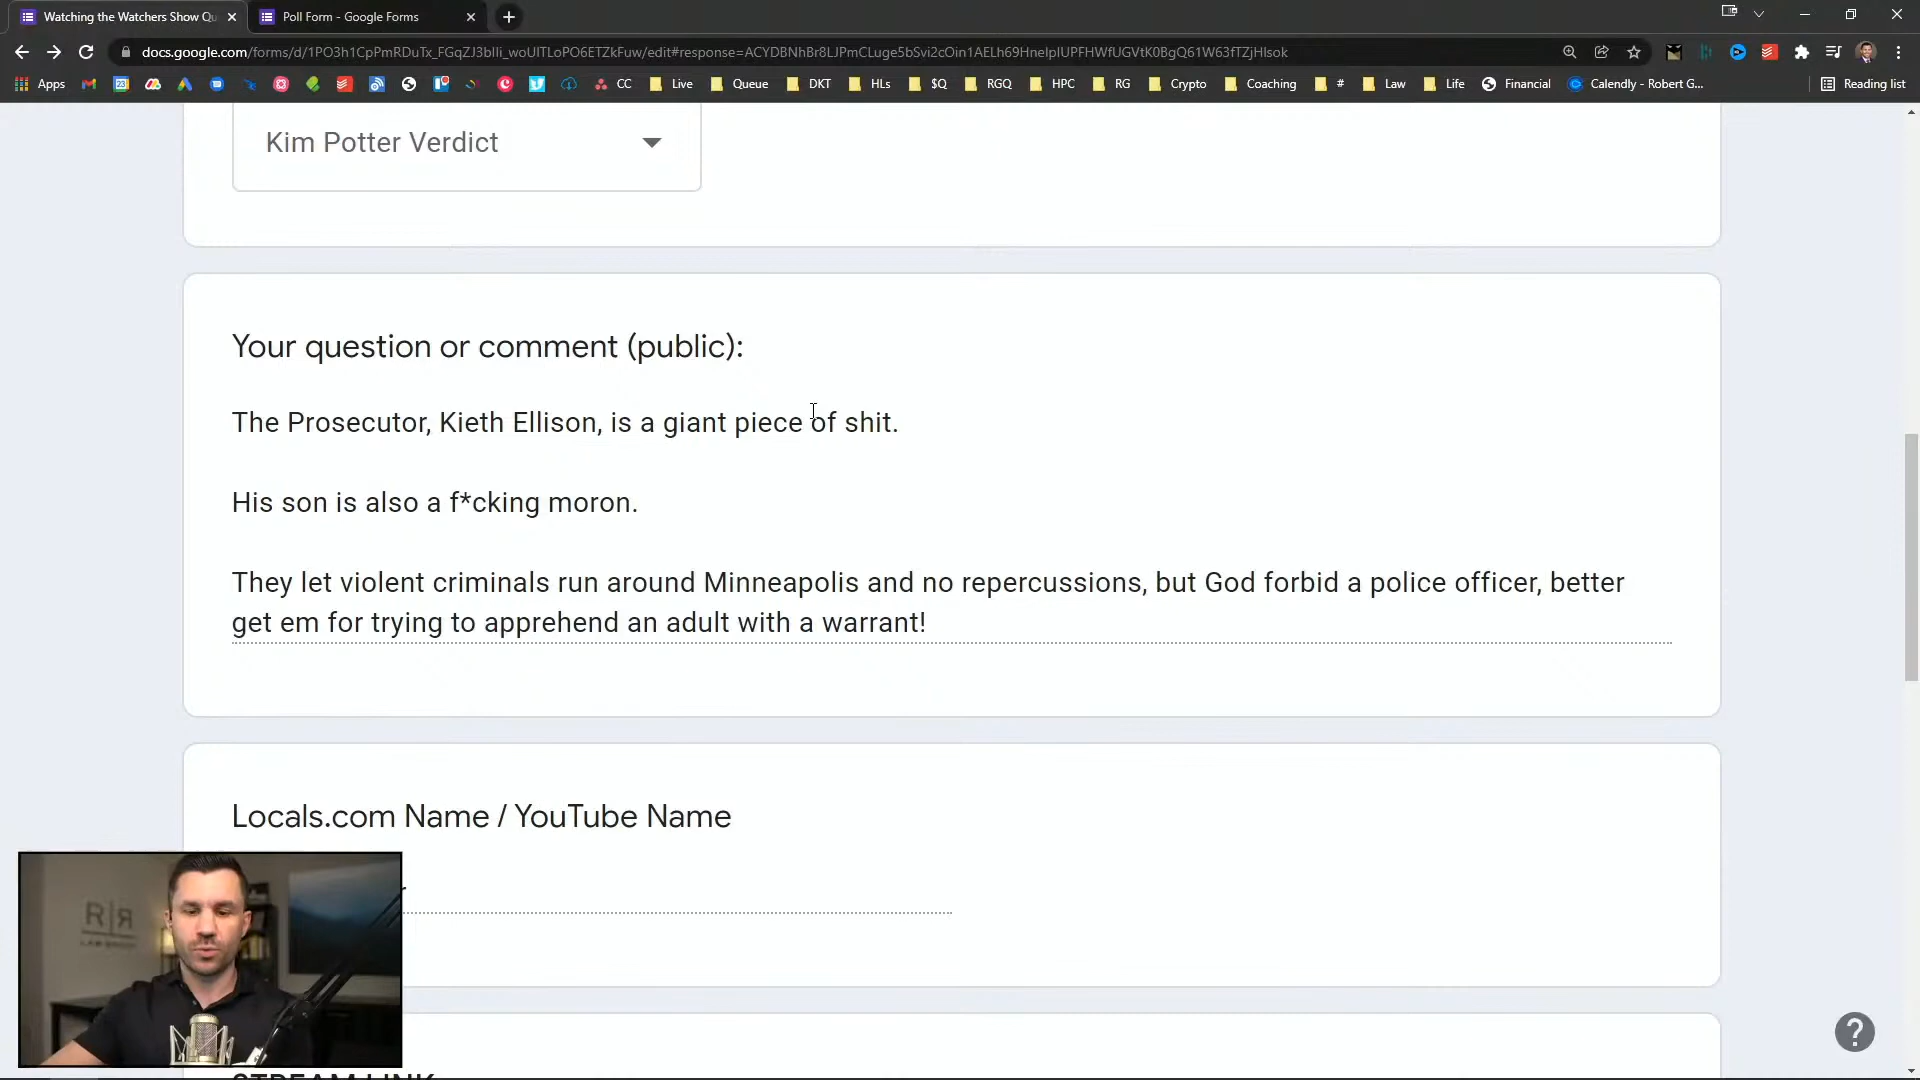 Watching the Watchers Show Qu
Poll Form - Google Forms
docs.google.com/forms/d/1PO3h1CpPmRDuTx_FGqZJ3bIli_woUITLoPO6ETZkFuw/edit#response=ACYDBNhBr8LJPmCLuge5bSvi2cOin1AELh69HneIpIUPFHWfUGVtK0BgQ61W63fTZjHlsok
Apps CC Live Queue DKT HLs $Q RGQ HPC RG Crypto Coaching # Law Life Financial Calendly - Robert G... Reading list
Kim Potter Verdict
Your question or comment (public):
The Prosecutor, Kieth Ellison, is a giant piece of shit.
His son is also a f*cking moron.
They let violent criminals run around Minneapolis and no repercussions, but God forbid a police officer, better
get em for trying to apprehend an adult with a warrant!
Locals.com Name / YouTube Name
R|R
LAW GROUP
STREAM LINK